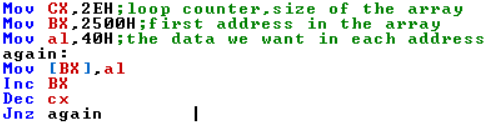 Mov CX,2EH;loop counter,size of the array
Mov BX,2500H;first address in the array
Mov al,40H;the data we want in each address
again:
Mov [BX],al
Inc BX
Dec cx
Jnz again